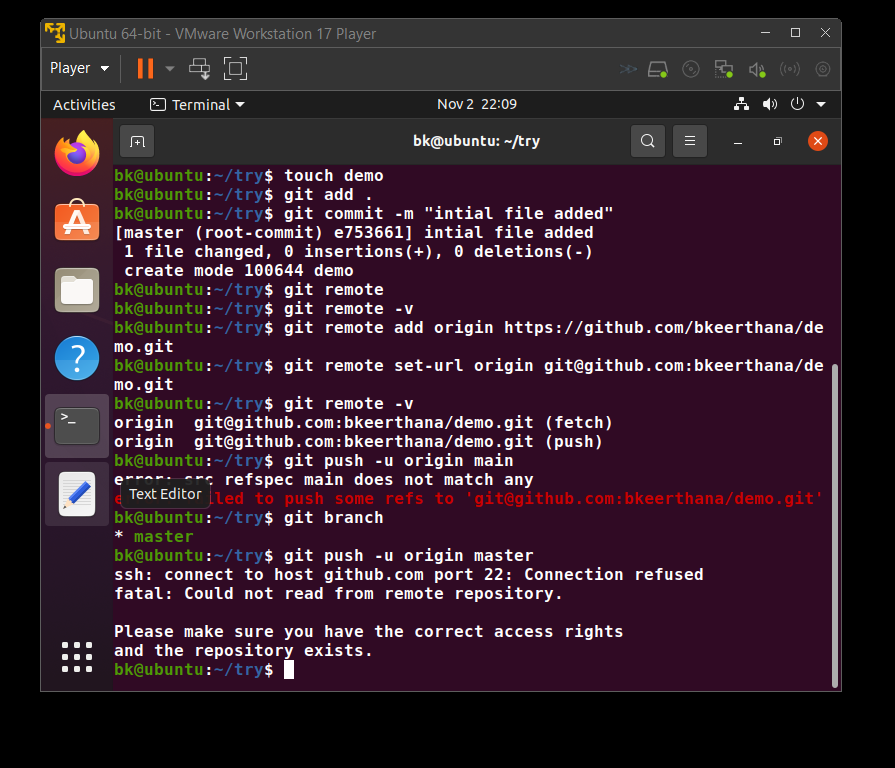 Ubuntu 64-bit - VMware Workstation 17 Player
Player
Activities
Terminal
Nov 2 22:09
bk@ubuntu: ~/try
bk@ubuntu:~/try$ touch demo
bk@ubuntu:~/try$ git add .
bk@ubuntu:~/try$ git commit -m "intial file added"
[master (root-commit) e753661] intial file added
1 file changed, 0 insertions(+), 0 deletions(-)
create mode 100644 demo
bk@ubuntu:~/try$ git remote
bk@ubuntu:~/try$ git remote -v
bk@ubuntu:~/try$ git remote add origin https://github.com/bkeerthana/de
mo.git
bk@ubuntu:~/try$ git remote set-url origin git@github.com:bkeerthana/de
mo.git
bk@ubuntu:~/try$ git remote -v
origin git@github.com:bkeerthana/demo.git (fetch)
origin git@github.com:bkeerthana/demo.git (push)
bk@ubuntu:~/try$ git push -u origin main
error: src refspec main does not match any
Text Editor
led to push some refs to 'git@github.com:bkeerthana/demo.git'
bk@ubuntu:~/try$ git branch
* master
bk@ubuntu:~/try$ git push -u origin master
ssh: connect to host github.com port 22: Connection refused
fatal: Could not read from remote repository.
Please make sure you have the correct access rights
and the repository exists.
bk@ubuntu:~/try$